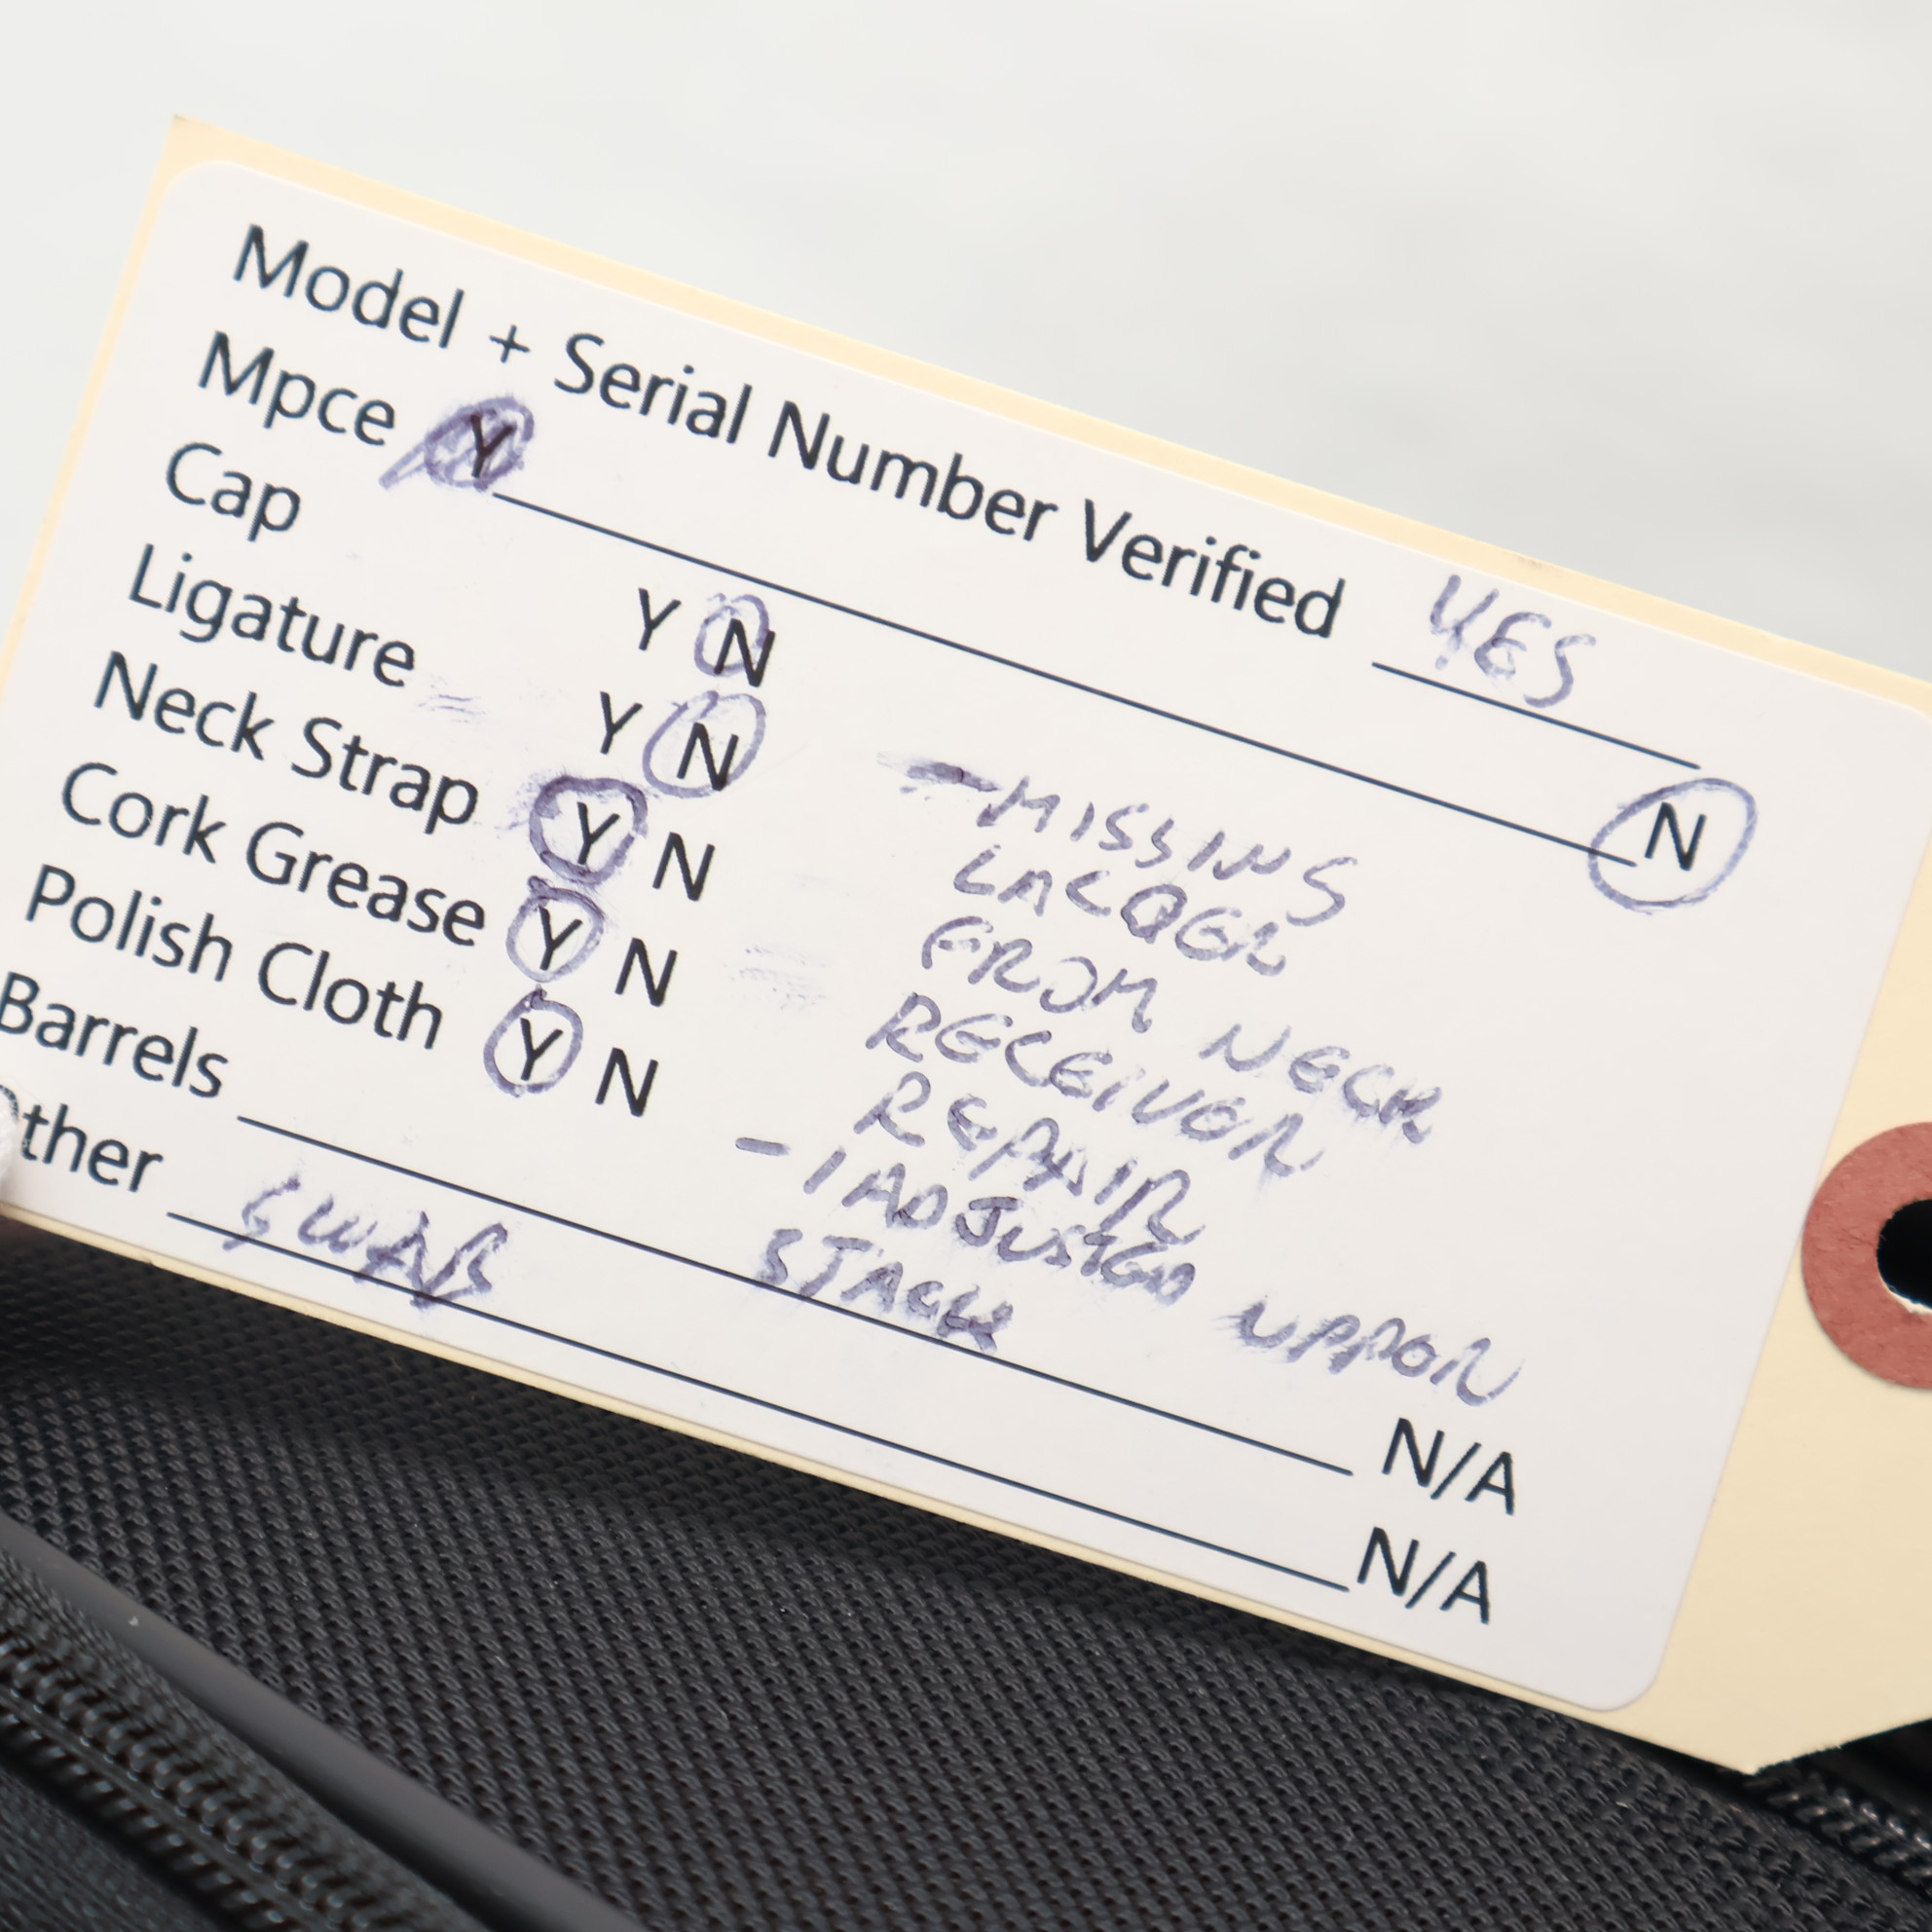 Model + Serial Number Verified YES
Mpce Y N
Cap Y N
Ligature Y N
Neck Strap Y N
Cork Grease Y N
Polish Cloth Y N
Barrels N/A
Other SWAB N/A
- MISSING
LACQER
FROM NECK
RECEIVER
REPAIR
- I ADJUSTED UPPER
STACK